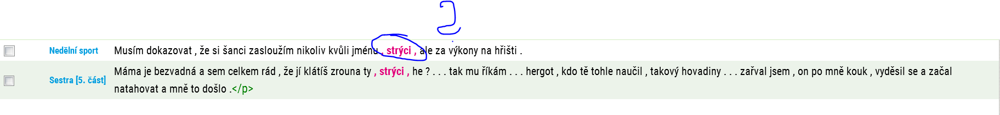 Nedělní sport Musím dokazovat , že si šanci zasloužím nikoliv kvůli jménu , strýci , ale za výkony na hřišti .
Sestra [5. část] Máma je bezvadná a sem celkem rád , že jí klátíš zrouna ty , strýci , he ? . . . tak mu říkám . . . hergot , kdo tě tohle naučil , takový hovadiny . . . zařval jsem , on po mně kouk , vyděsil se a začal
natahovat a mně to došlo .</p>